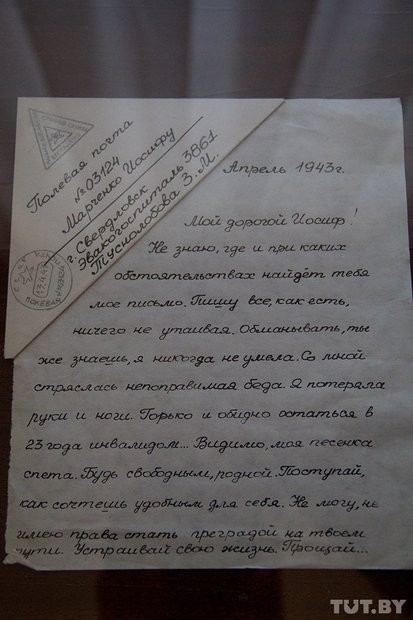 Полевая почта
№ 03124
Марченко Иосифу
г. Свердловск
Эвакогоспиталь 3861
Туснолобова З.М.
Апрель 1943г.
Мой дорогой Иосиф!
Не знаю, где и при каких
обстоятельствах найдёт тебя
мое письмо. Пишу все, как есть,
ничего не утаивая. Обманывать, ты
же знаешь, я никогда не умела. Со мной
стряслась непоправимая беда. Я потеряла
руки и ноги. Горько и обидно остаться в
23 года инвалидом... Видимо, моя песенка
спета. Будь свободным, родной. Поступай,
как сочтешь удобным для себя. Не могу, не
имею права стать преградой на твоем
пути. Устраивай свою жизнь. Прощай...
TUT.BY